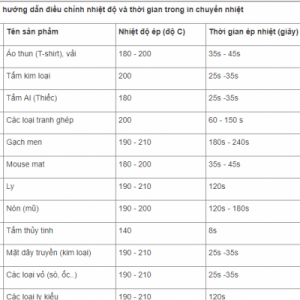 hướng dẫn điều chỉnh nhiệt độ và thời gian trong in chuyển nhiệt
Tên sản phẩm Nhiệt độ ép (độ C) Thời gian ép nhiệt (giây)
Áo thun (T-shirt), vải 180 - 200 35s - 45s
Tấm kim loại 200 25s -35s
Tấm Al (Thiếc) 180 25s -35s
Các loại tranh ghép 200 60 - 150 s
Gạch men 190 - 210 180s - 240s
Mouse mat 180 - 200 35s - 45s
Ly 190 - 210 120s
Nón (mũ) 190 - 200 120s - 180s
Tấm thủy tinh 140 8s
Mặt dây truyền (kim loại) 190 - 210 25s -35s
Các loại vỏ (sò, ốc..) 190 - 210 25s -35s
Các loại ly kiểu 190 - 210 120s